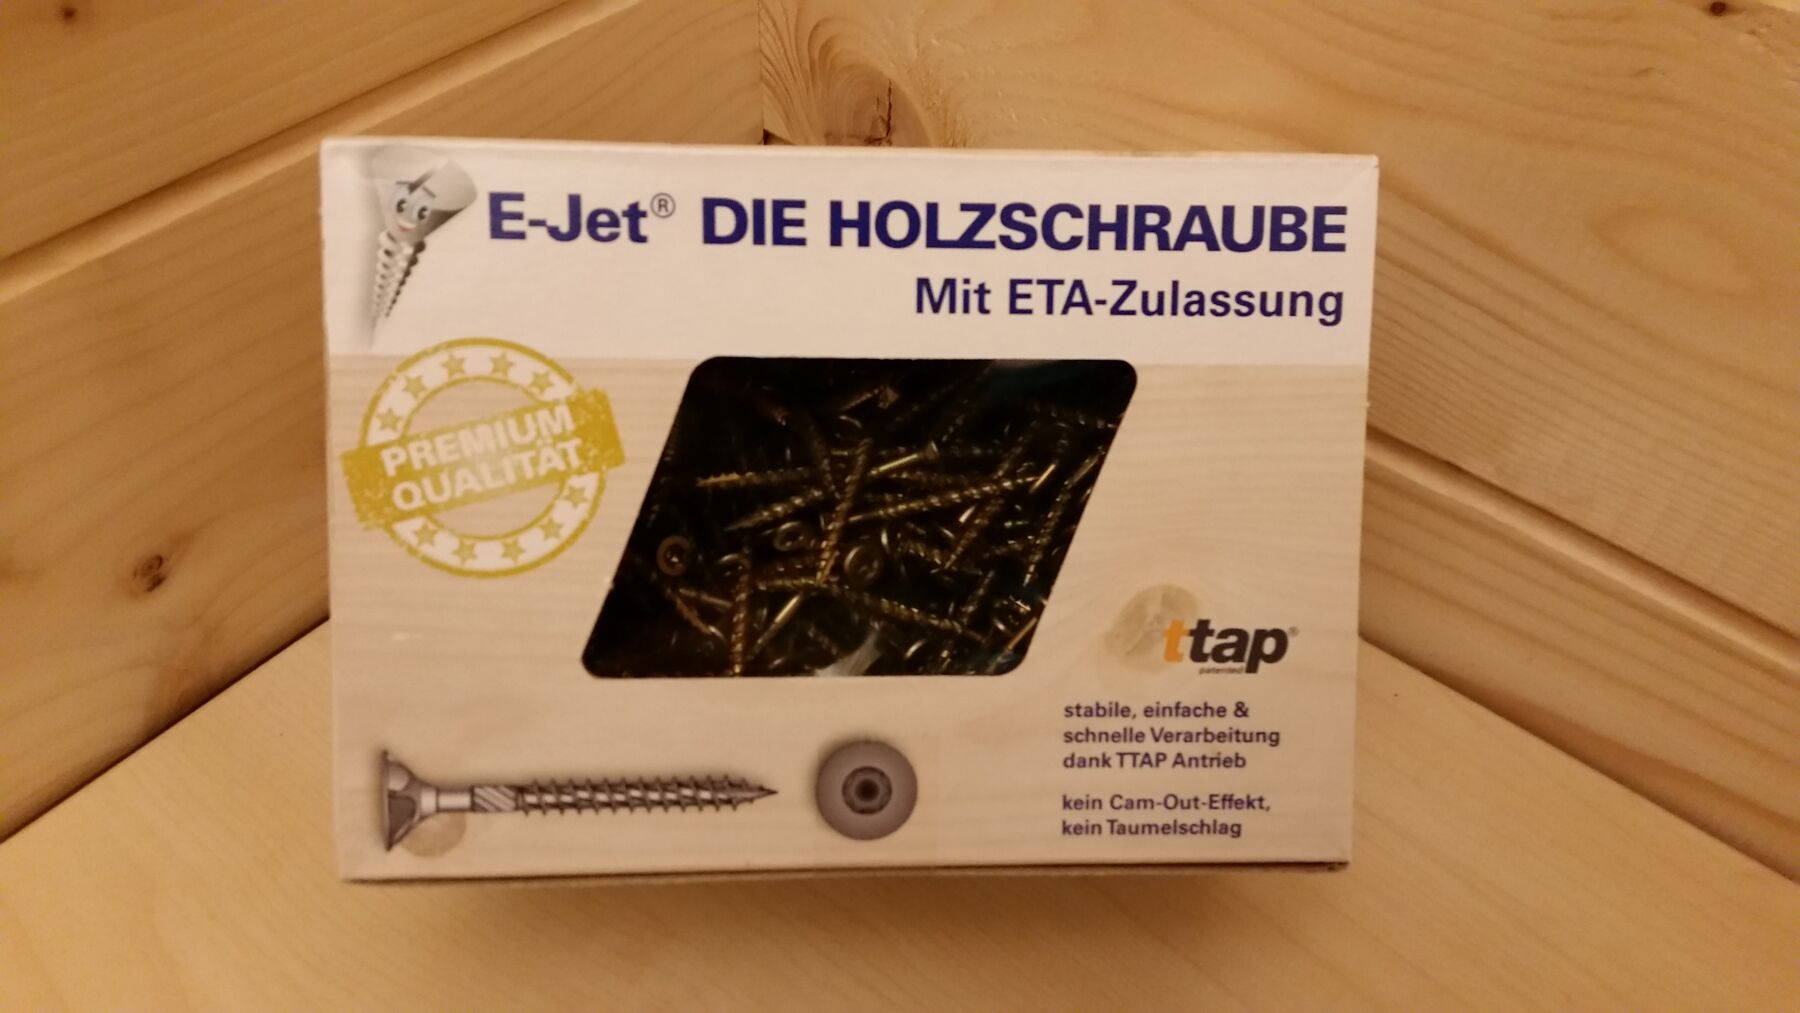 E-Jet® DIE HOLZSCHRAUBE
Mit ETA-Zulassung
PREMIUM
QUALITÄT
ttap®
patented
stabile, einfache &
schnelle Verarbeitung
dank TTAP Antrieb
kein Cam-Out-Effekt,
kein Taumelschlag